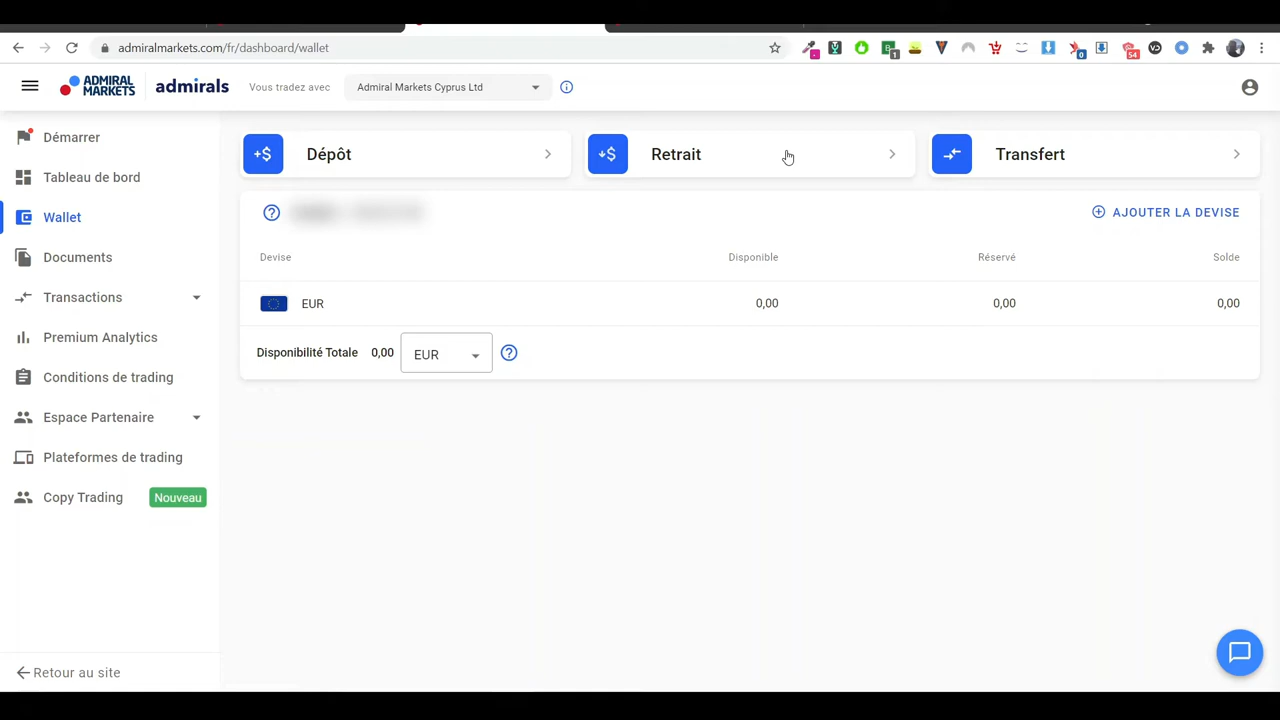 admiralmarkets.com/fr/dashboard/wallet
1
0
54
ADMIRAL MARKETS
admirals
Vous tradez avec
Admiral Markets Cyprus Ltd
Démarrer
Tableau de bord
Wallet
Documents
Transactions
Premium Analytics
Conditions de trading
Espace Partenaire
Plateformes de trading
Copy Trading
Nouveau
Retour au site
+$
Dépôt
Retrait
Transfert
AJOUTER LA DEVISE
Devise
Disponible
Réservé
Solde
EUR
0,00
0,00
0,00
Disponibilité Totale 0,00 EUR